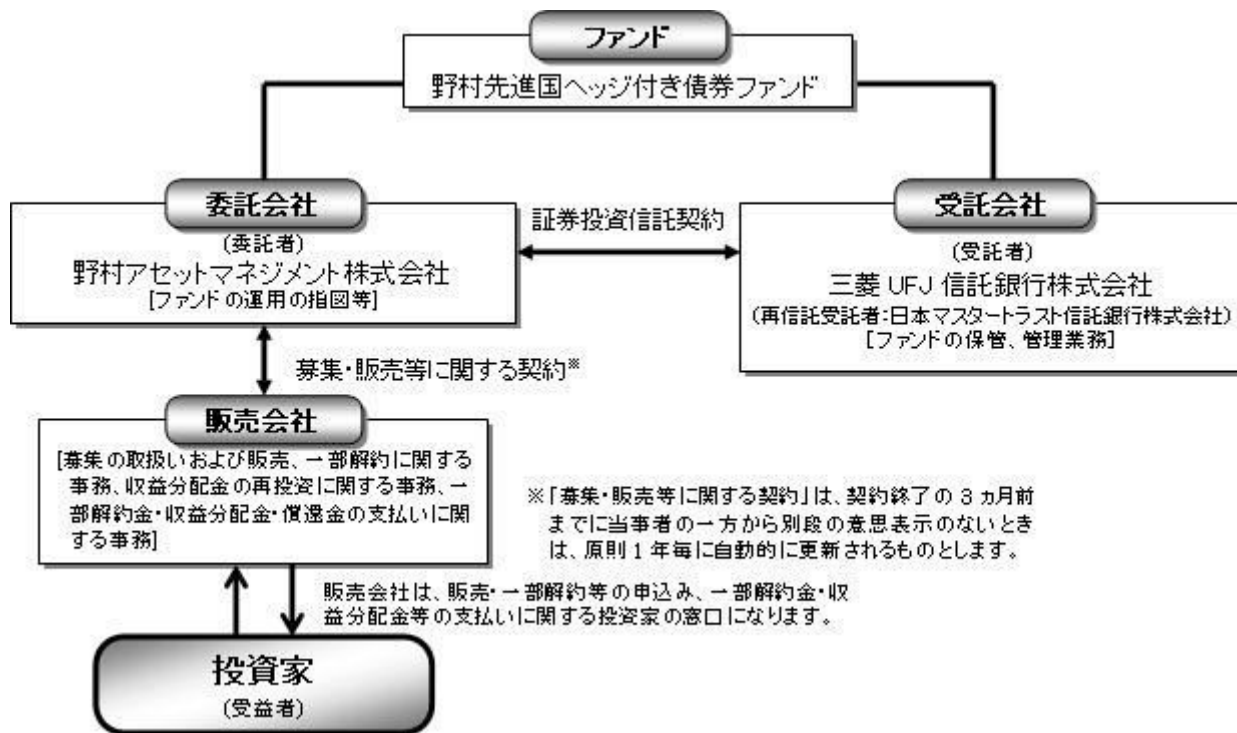 ファンド
野村先進国ヘッジ付き債券ファンド
委託会社
(委託者)
野村アセットマネジメント株式会社
[ファンドの運用の指図等]
証券投資信託契約
受託会社
(受託者)
三菱UFJ信託銀行株式会社
(再信託受託者:日本マスタートラスト信託銀行株式会社)
[ファンドの保管、管理業務]
募集・販売等に関する契約※
販売会社
[募集の取扱いおよび販売、一部解約に関する
事務、収益分配金の再投資に関する事務、一
部解約金・収益分配金・償還金の支払いに関
する事務]
※「募集・販売等に関する契約」は、契約終了の3ヵ月前
までに当事者の一方から別段の意思表示のないとき
は、原則1年毎に自動的に更新されるものとします。
販売会社は、販売・一部解約等の申込み、一部解約金・収
益分配金等の支払いに関する投資家の窓口になります。
投資家
(受益者)